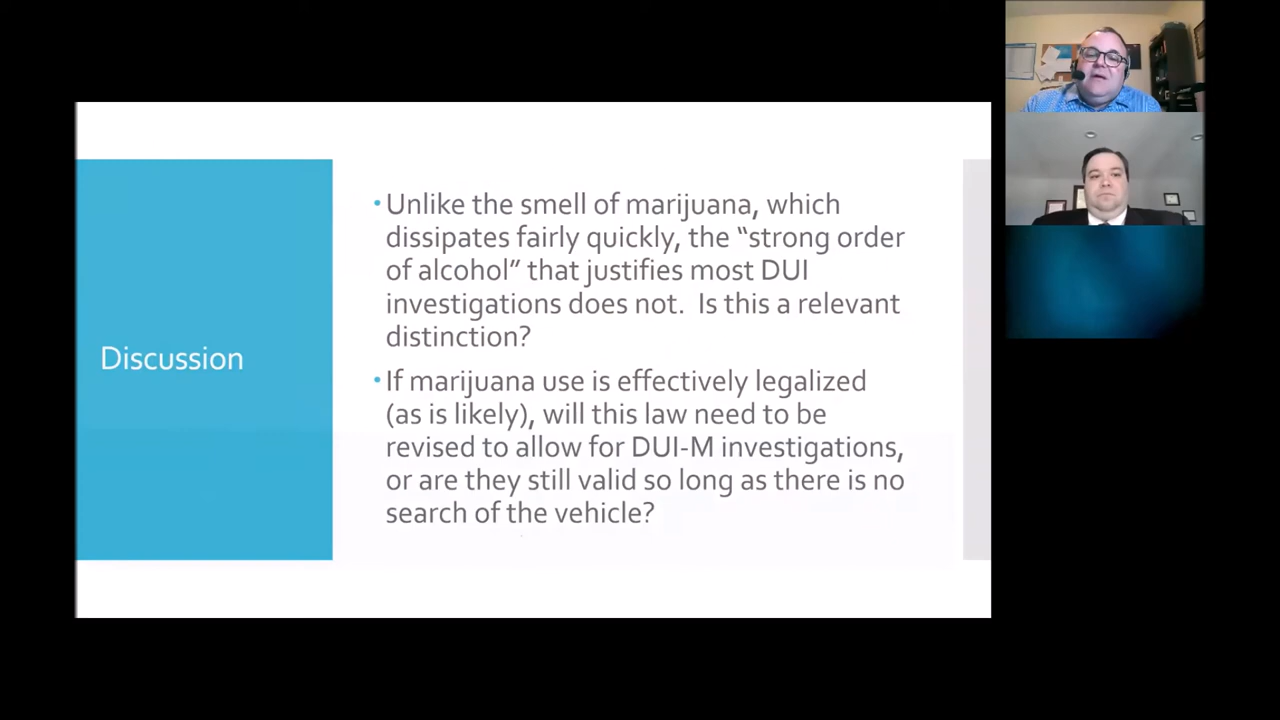 Discussion
• Unlike the smell of marijuana, which
dissipates fairly quickly, the “strong order
of alcohol” that justifies most DUI
investigations does not.  Is this a relevant
distinction?
• If marijuana use is effectively legalized
(as is likely), will this law need to be
revised to allow for DUI-M investigations,
or are they still valid so long as there is no
search of the vehicle?